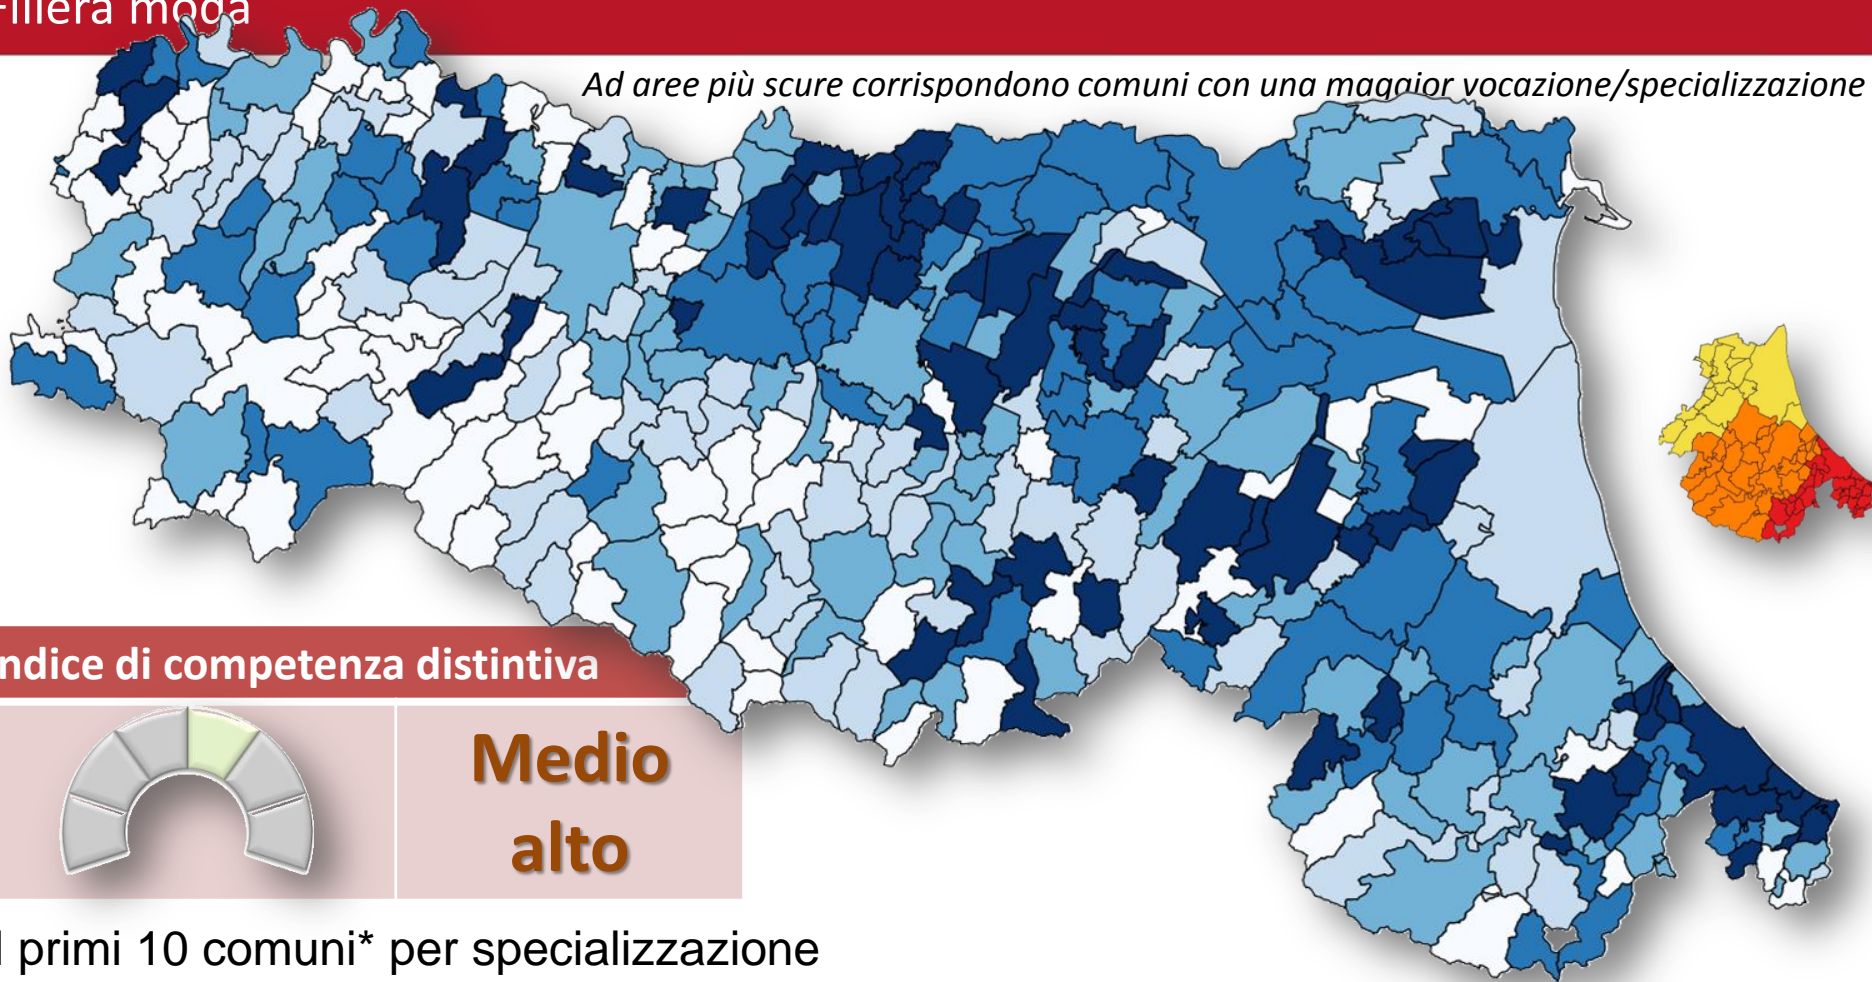 Filiera moda
Ad aree più scure corrispondono comuni con una maggior vocazione/specializzazione
ndice di competenza distintiva
Medio
alto
I primi 10 comuni* per specializzazione